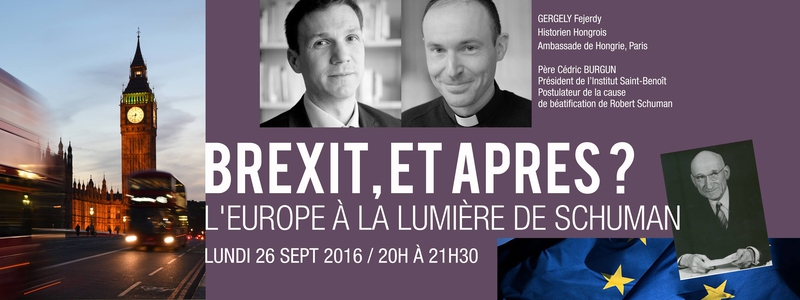 GERGELY Fejerdy
Historien Hongrois
Ambassade de Hongrie, Paris
Père Cédric BURGUN
Président de l'Institut Saint-Benoît
Postulateur de la cause
de béatification de Robert Schuman
BREXIT, ET APRES ?
L'EUROPE À LA LUMIÈRE DE SCHUMAN
LUNDI 26 SEPT 2016 / 20H À 21H30